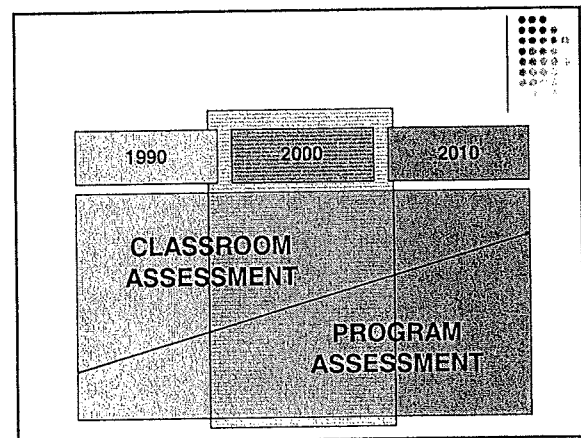 1990 2000 2010
CLASSROOM
ASSESSMENT
PROGRAM
ASSESSMENT